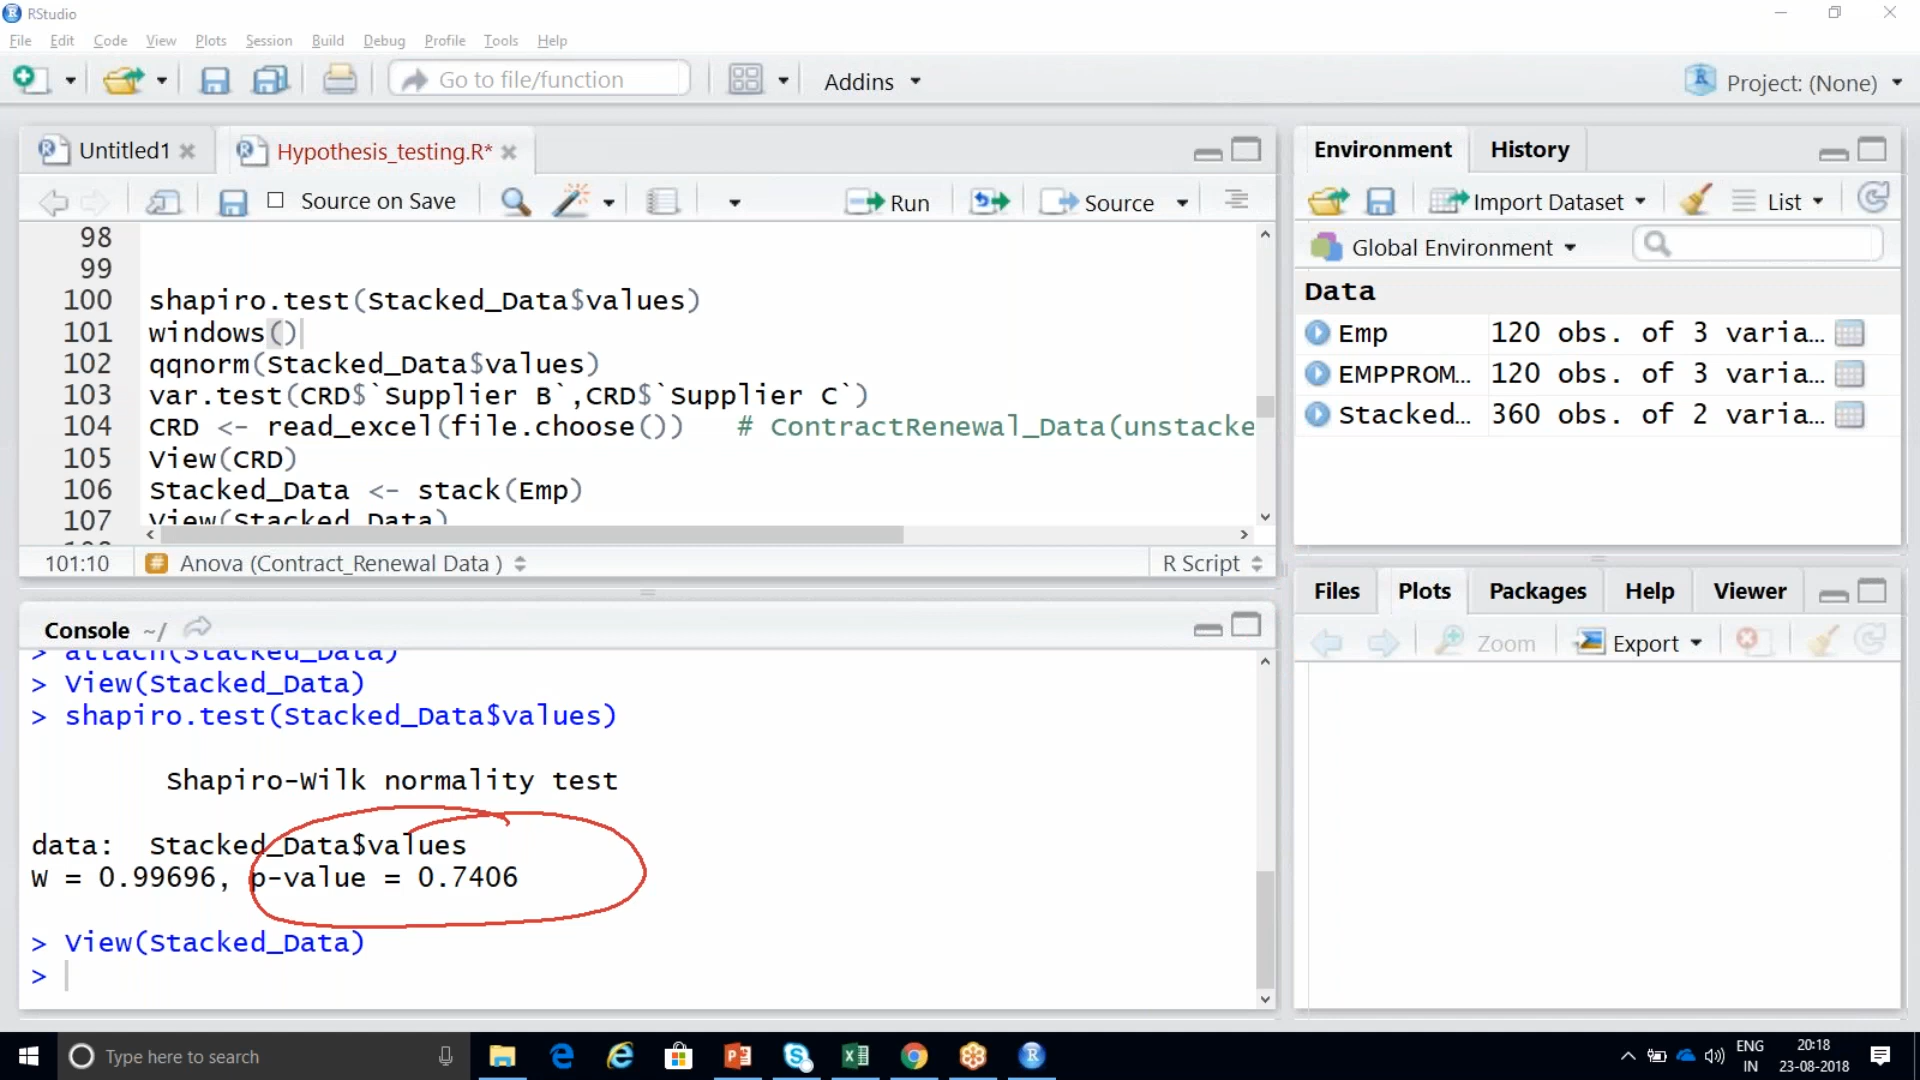 RStudio
File Edit Code View Plots Session Build Debug Profile Tools Help
Go to file/function Addins Project: (None)
Untitled1 Hypothesis_testing.R*
Source on Save Run Source
98
99
100 shapiro.test(Stacked_Data$values)
101 windows()
102 qqnorm(Stacked_Data$values)
103 var.test(CRD$`Supplier B`,CRD$`Supplier C`)
104 CRD <- read_excel(file.choose()) # ContractRenewal_Data(unstacke
105 View(CRD)
106 Stacked_Data <- stack(Emp)
107 View(Stacked_Data)
101:10 Anova (Contract_Renewal Data ) R Script
Console ~/
> attach(Stacked_Data)
> View(Stacked_Data)
> shapiro.test(Stacked_Data$values)
Shapiro-Wilk normality test
data: Stacked_Data$values
W = 0.99696, p-value = 0.7406
> View(Stacked_Data)
>
Environment History
Import Dataset List
Global Environment
Data
Emp 120 obs. of 3 varia…
EMPPROM… 120 obs. of 3 varia…
Stacked… 360 obs. of 2 varia…
Files Plots Packages Help Viewer
Zoom Export
Type here to search
ENG
IN
20:18
23-08-2018